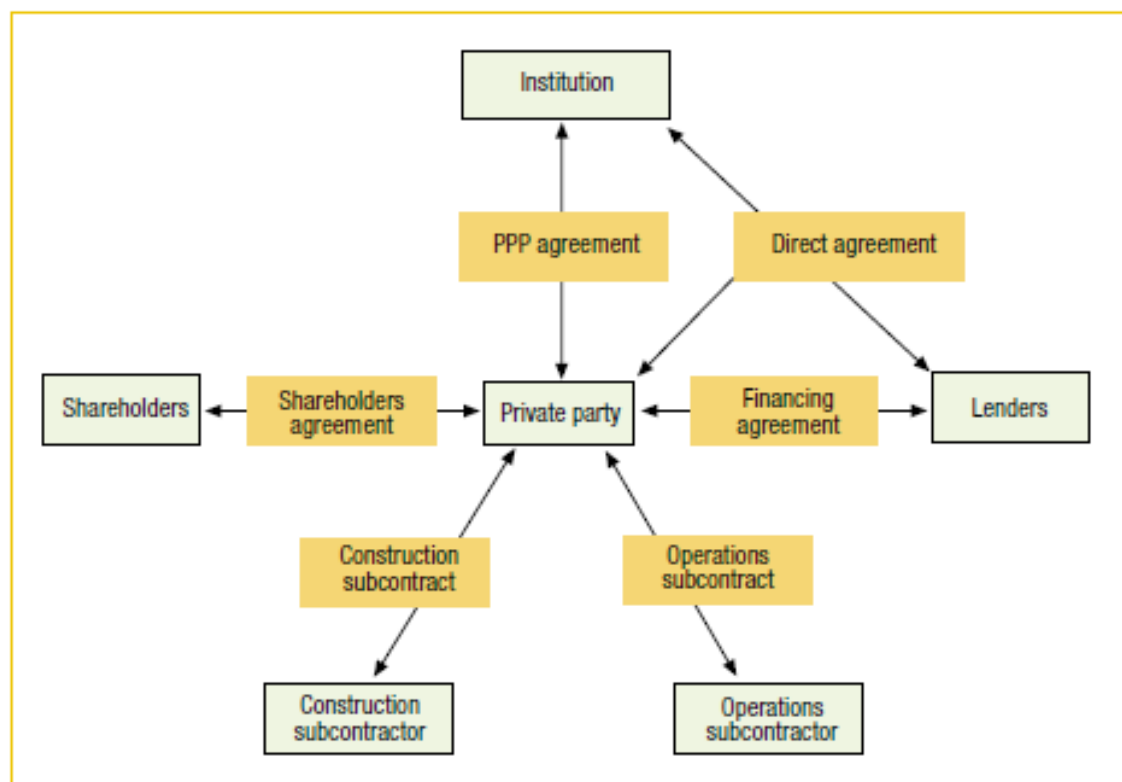 Institution
PPP agreement
Direct agreement
Shareholders
Shareholders
agreement
Private party
Financing
agreement
Lenders
Construction
subcontract
Operations
subcontract
Construction
subcontractor
Operations
subcontractor